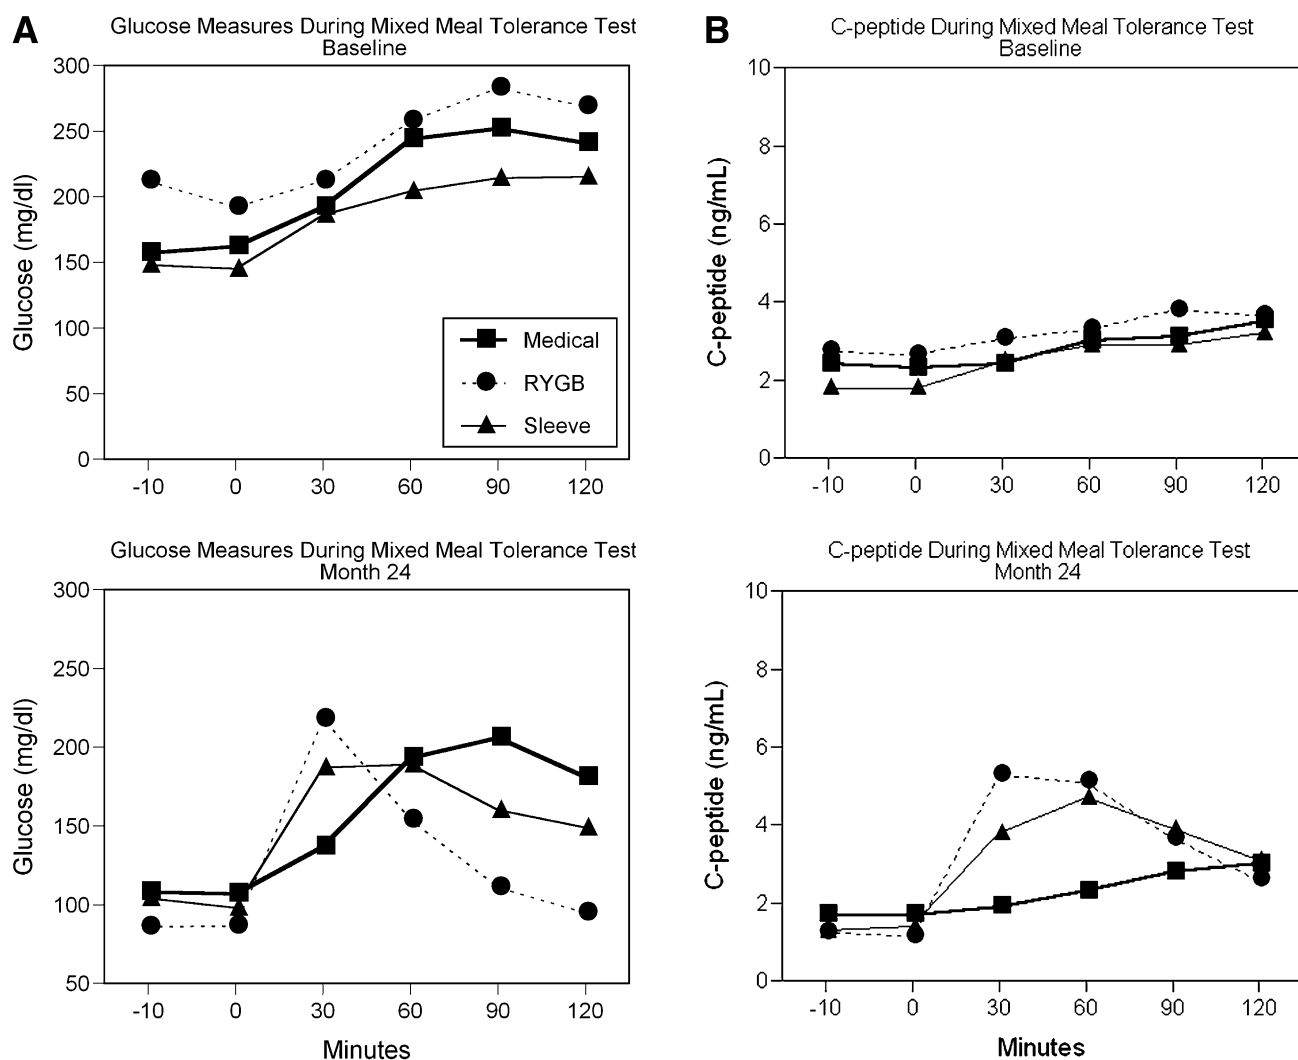 A
Glucose Measures During Mixed Meal Tolerance Test
Baseline
300
250
200
150
100
50
0
Glucose (mg/dl)
Medical
RYGB
Sleeve
-10 0 30 60 90 120
B
C-peptide During Mixed Meal Tolerance Test
Baseline
10
8
6
4
2
0
C-peptide (ng/mL)
-10 0 30 60 90 120
Glucose Measures During Mixed Meal Tolerance Test
Month 24
300
250
200
150
100
50
Glucose (mg/dl)
-10 0 30 60 90 120
Minutes
C-peptide During Mixed Meal Tolerance Test
Month 24
10
8
6
4
2
0
C-peptide (ng/mL)
-10 0 30 60 90 120
Minutes